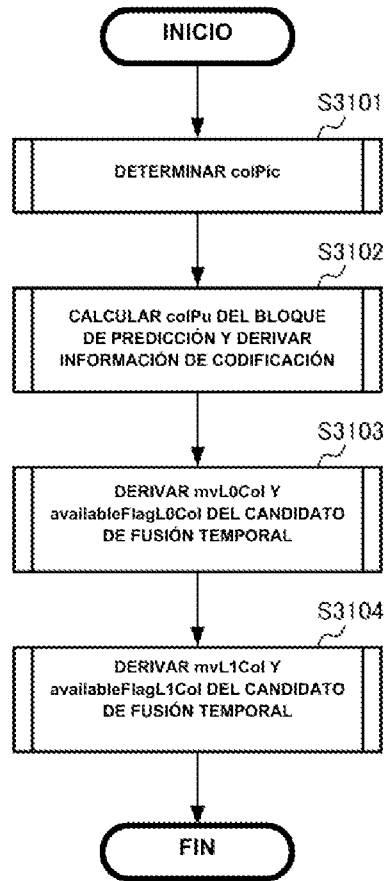 INICIO
S3101
DETERMINAR colPic
S3102
CALCULAR colPu DEL BLOQUE
DE PREDICCIÓN Y DERIVAR
INFORMACIÓN DE CODIFICACIÓN
S3103
DERIVAR mvL0Col Y
availableFlagL0Col DEL CANDIDATO
DE FUSIÓN TEMPORAL
S3104
DERIVAR mvL1Col Y
availableFlagL1Col DEL CANDIDATO
DE FUSIÓN TEMPORAL
FIN